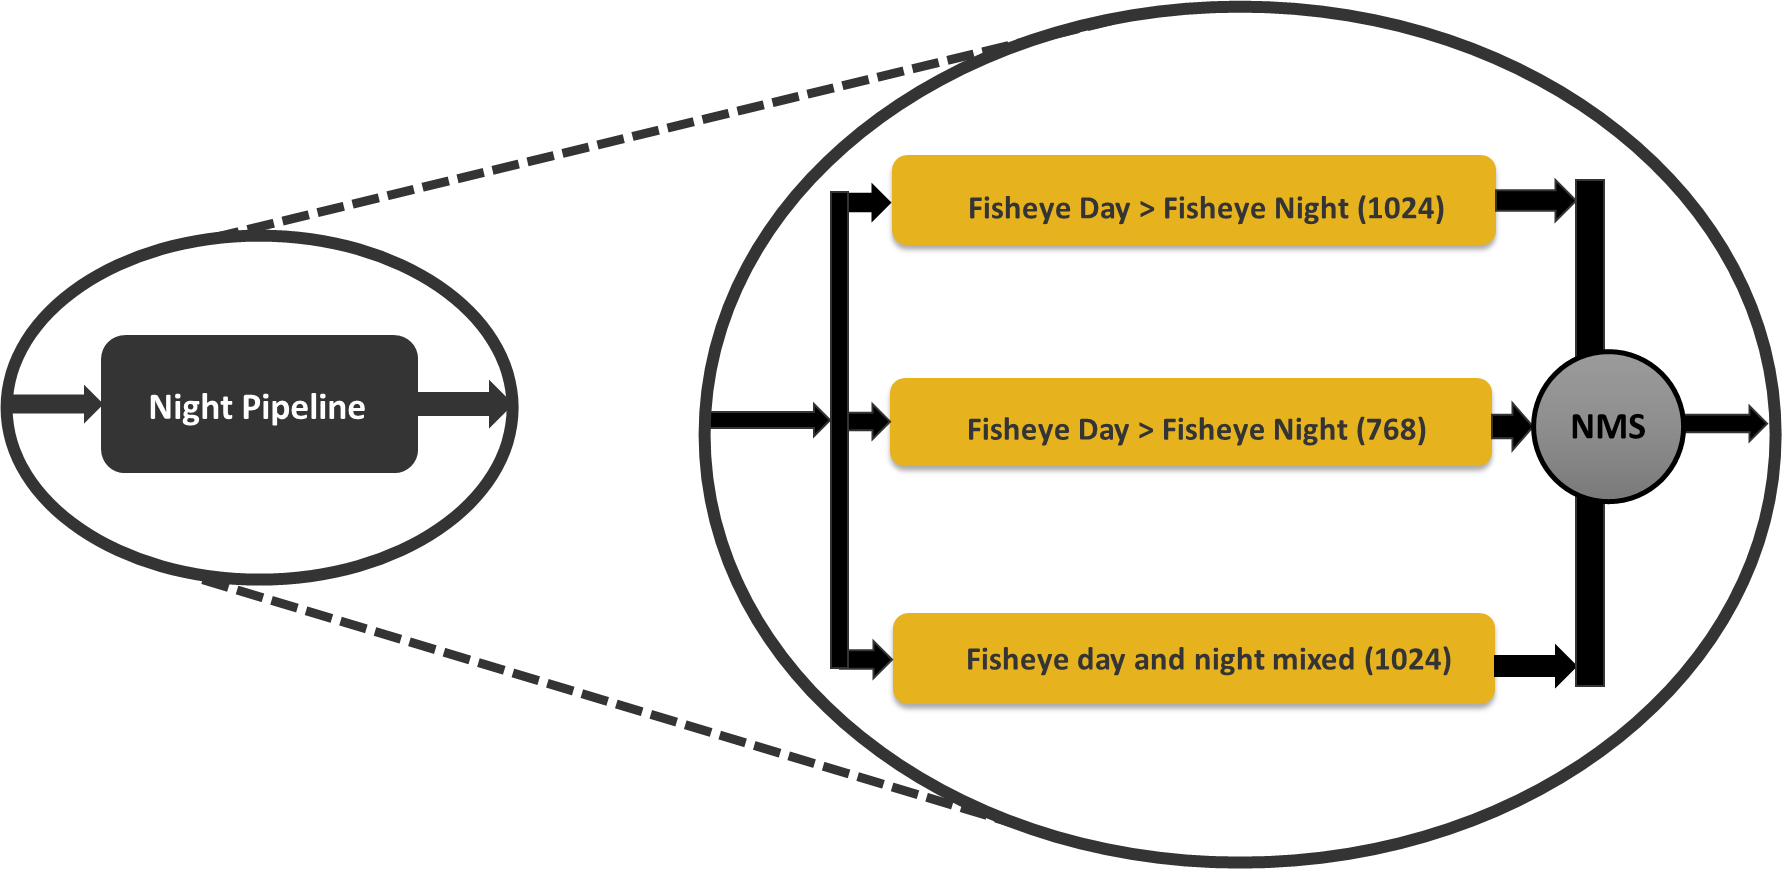 Night Pipeline
Fisheye Day > Fisheye Night (1024)
Fisheye Day > Fisheye Night (768)
Fisheye day and night mixed (1024)
NMS